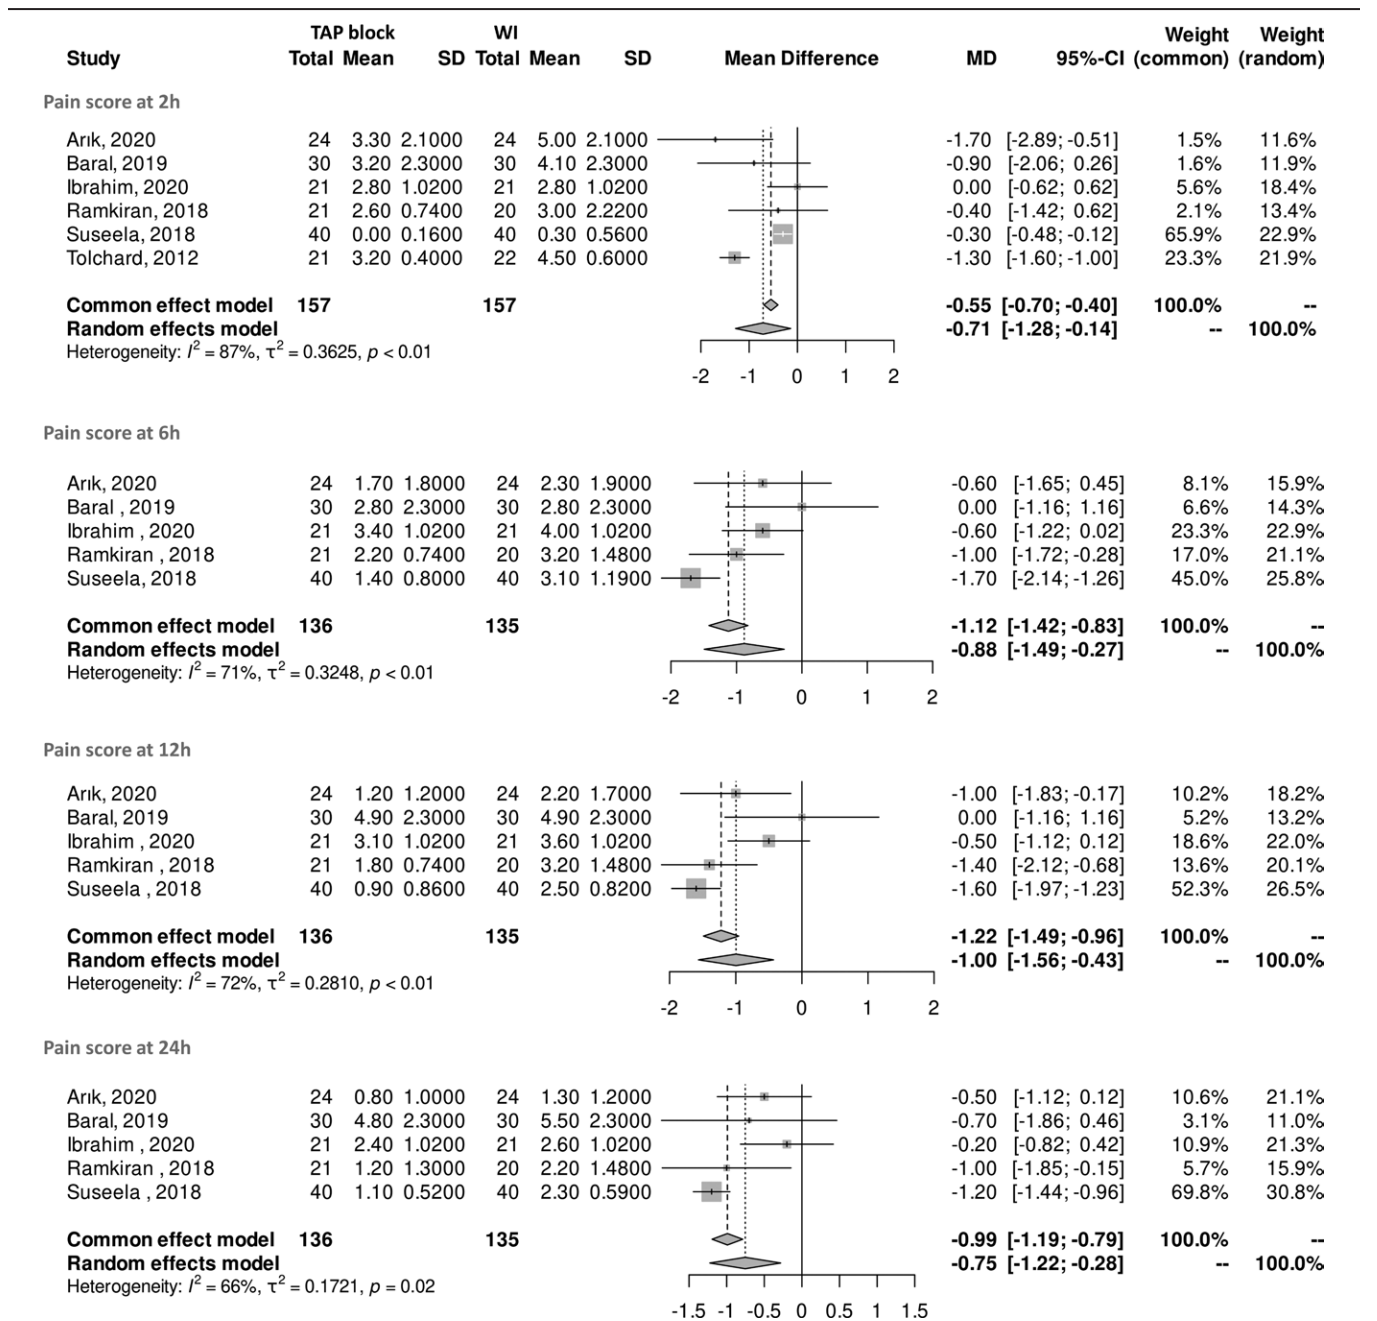 TAP block WI Weight Weight
Study Total Mean SD Total Mean SD Mean Difference MD 95%-CI (common) (random)
Pain score at 2h
Arık, 2020 24 3.30 2.1000 24 5.00 2.1000 -1.70 [-2.89; -0.51] 1.5% 11.6%
Baral, 2019 30 3.20 2.3000 30 4.10 2.3000 -0.90 [-2.06; 0.26] 1.6% 11.9%
Ibrahim, 2020 21 2.80 1.0200 21 2.80 1.0200 0.00 [-0.62; 0.62] 5.6% 18.4%
Ramkiran, 2018 21 2.60 0.7400 20 3.00 2.2200 -0.40 [-1.42; 0.62] 2.1% 13.4%
Suseela, 2018 40 0.00 0.1600 40 0.30 0.5600 -0.30 [-0.48; -0.12] 65.9% 22.9%
Tolchard, 2012 21 3.20 0.4000 22 4.50 0.6000 -1.30 [-1.60; -1.00] 23.3% 21.9%
Common effect model 157 157 -0.55 [-0.70; -0.40] 100.0% --
Random effects model -0.71 [-1.28; -0.14] -- 100.0%
Heterogeneity: I² = 87%, τ² = 0.3625, p < 0.01
-2 -1 0 1 2
Pain score at 6h
Arık, 2020 24 1.70 1.8000 24 2.30 1.9000 -0.60 [-1.65; 0.45] 8.1% 15.9%
Baral , 2019 30 2.80 2.3000 30 2.80 2.3000 0.00 [-1.16; 1.16] 6.6% 14.3%
Ibrahim , 2020 21 3.40 1.0200 21 4.00 1.0200 -0.60 [-1.22; 0.02] 23.3% 22.9%
Ramkiran , 2018 21 2.20 0.7400 20 3.20 1.4800 -1.00 [-1.72; -0.28] 17.0% 21.1%
Suseela, 2018 40 1.40 0.8000 40 3.10 1.1900 -1.70 [-2.14; -1.26] 45.0% 25.8%
Common effect model 136 135 -1.12 [-1.42; -0.83] 100.0% --
Random effects model -0.88 [-1.49; -0.27] -- 100.0%
Heterogeneity: I² = 71%, τ² = 0.3248, p < 0.01
-2 -1 0 1 2
Pain score at 12h
Arık, 2020 24 1.20 1.2000 24 2.20 1.7000 -1.00 [-1.83; -0.17] 10.2% 18.2%
Baral, 2019 30 4.90 2.3000 30 4.90 2.3000 0.00 [-1.16; 1.16] 5.2% 13.2%
Ibrahim , 2020 21 3.10 1.0200 21 3.60 1.0200 -0.50 [-1.12; 0.12] 18.6% 22.0%
Ramkiran , 2018 21 1.80 0.7400 20 3.20 1.4800 -1.40 [-2.12; -0.68] 13.6% 20.1%
Suseela , 2018 40 0.90 0.8600 40 2.50 0.8200 -1.60 [-1.97; -1.23] 52.3% 26.5%
Common effect model 136 135 -1.22 [-1.49; -0.96] 100.0% --
Random effects model -1.00 [-1.56; -0.43] -- 100.0%
Heterogeneity: I² = 72%, τ² = 0.2810, p < 0.01
-2 -1 0 1 2
Pain score at 24h
Arık, 2020 24 0.80 1.0000 24 1.30 1.2000 -0.50 [-1.12; 0.12] 10.6% 21.1%
Baral, 2019 30 4.80 2.3000 30 5.50 2.3000 -0.70 [-1.86; 0.46] 3.1% 11.0%
Ibrahim , 2020 21 2.40 1.0200 21 2.60 1.0200 -0.20 [-0.82; 0.42] 10.9% 21.3%
Ramkiran , 2018 21 1.20 1.3000 20 2.20 1.4800 -1.00 [-1.85; -0.15] 5.7% 15.9%
Suseela , 2018 40 1.10 0.5200 40 2.30 0.5900 -1.20 [-1.44; -0.96] 69.8% 30.8%
Common effect model 136 135 -0.99 [-1.19; -0.79] 100.0% --
Random effects model -0.75 [-1.22; -0.28] -- 100.0%
Heterogeneity: I² = 66%, τ² = 0.1721, p = 0.02
-1.5 -1 -0.5 0 0.5 1 1.5